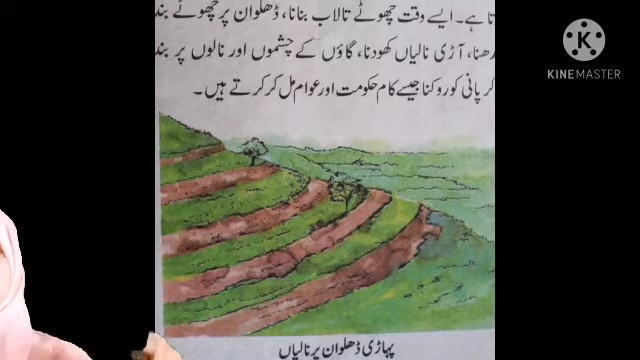 تا ہے۔ ایسے وقت چھوٹے تالاب بنانا، ڈھلوان پر چھوٹے بند
دھنا، آڑی نالیاں کھودنا، گاؤں کے چشموں اور نالوں پر بند
کر پانی کو روکنا جیسے کام حکومت اور عوام مل کر کرتے ہیں۔
پہاڑی ڈھلوان پر نالیاں
KINEMASTER